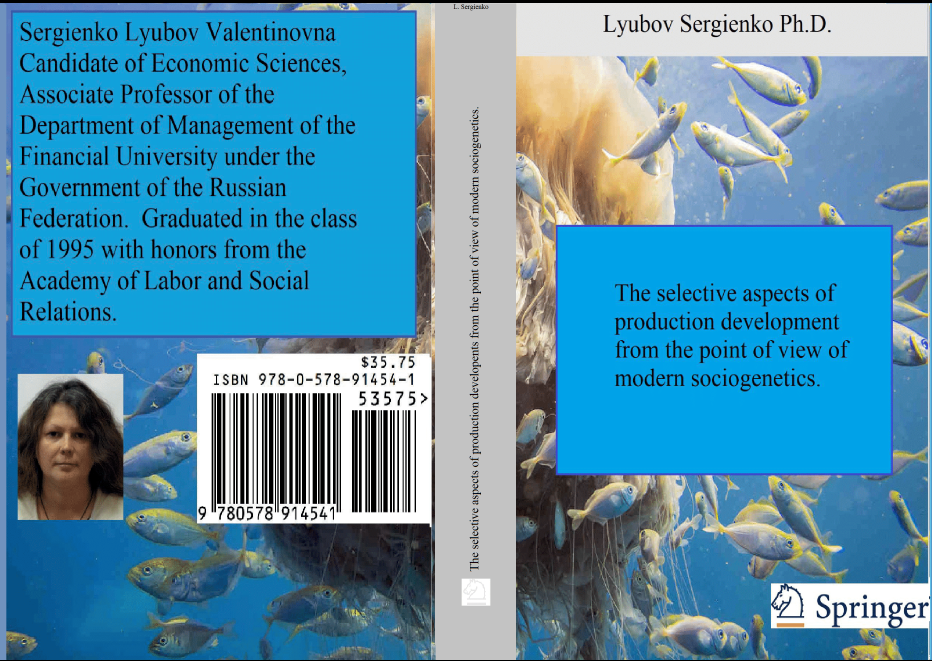 Sergienko Lyubov Valentinovna
Candidate of Economic Sciences,
Associate Professor of the
Department of Management of the
Financial University under the
Government of the Russian
Federation.  Graduated in the class
of 1995 with honors from the
Academy of Labor and Social
Relations.
$35.75
ISBN 978-0-578-91454-1
53575>
9 780578 914541
L. Sergienko
The selective aspects of production developents from the point of view of modern sociogenetics.
Lyubov Sergienko Ph.D.
The selective aspects of
production development
from the point of view of
modern sociogenetics.
Springer